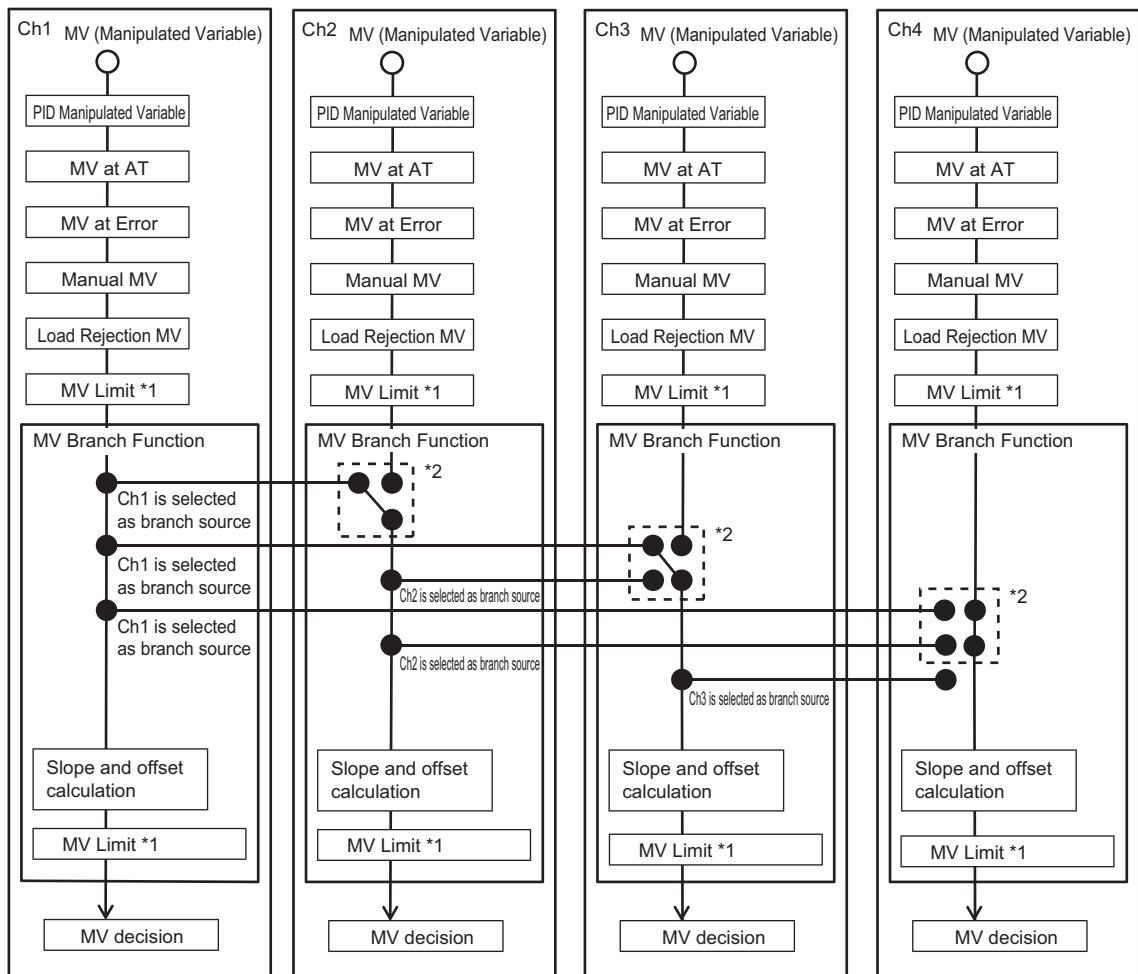 Ch1 MV (Manipulated Variable)
PID Manipulated Variable
MV at AT
MV at Error
Manual MV
Load Rejection MV
MV Limit *1
MV Branch Function
Ch1 is selected
as branch source
Ch1 is selected
as branch source
Ch1 is selected
as branch source
Slope and offset
calculation
MV Limit *1
MV decision
Ch2 MV (Manipulated Variable)
PID Manipulated Variable
MV at AT
MV at Error
Manual MV
Load Rejection MV
MV Limit *1
MV Branch Function
*2
Ch2 is selected as branch source
Ch2 is selected as branch source
Slope and offset
calculation
MV Limit *1
MV decision
Ch3 MV (Manipulated Variable)
PID Manipulated Variable
MV at AT
MV at Error
Manual MV
Load Rejection MV
MV Limit *1
MV Branch Function
*2
Ch3 is selected as branch source
Slope and offset
calculation
MV Limit *1
MV decision
Ch4 MV (Manipulated Variable)
PID Manipulated Variable
MV at AT
MV at Error
Manual MV
Load Rejection MV
MV Limit *1
MV Branch Function
*2
Slope and offset
calculation
MV Limit *1
MV decision